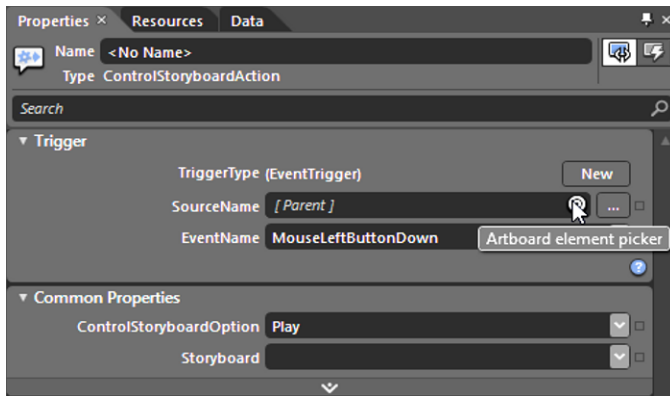 Properties × Resources Data
Name <No Name>
Type ControlStoryboardAction
Search
Trigger
TriggerType (EventTrigger) New
SourceName [ Parent ] ...
EventName MouseLeftButtonDown
Artboard element picker
?
Common Properties
ControlStoryboardOption Play
Storyboard